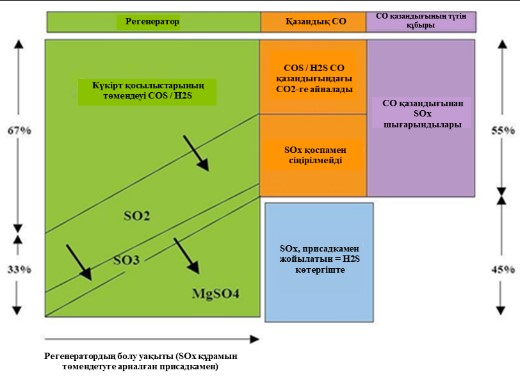 Регенератор
Қазандық СО
СО қазандығының түтін
құбыры
Күкірт қосылыстарының
төмендеуі COS / H2S
COS / H2S CO
қазандығындағы
CO2-ге айналады
СО қазандығынан
SOx
шығарындылары
67%
55%
SOx қоспамен
сіңірілмейді
SO2
SO3
MgSO4
33%
SOx, присадкамен
жойылатын = H2S
көтергіште
45%
Регенератордың болу уақыты (SOx құрамын
төмендетуге арналған присадкамен)